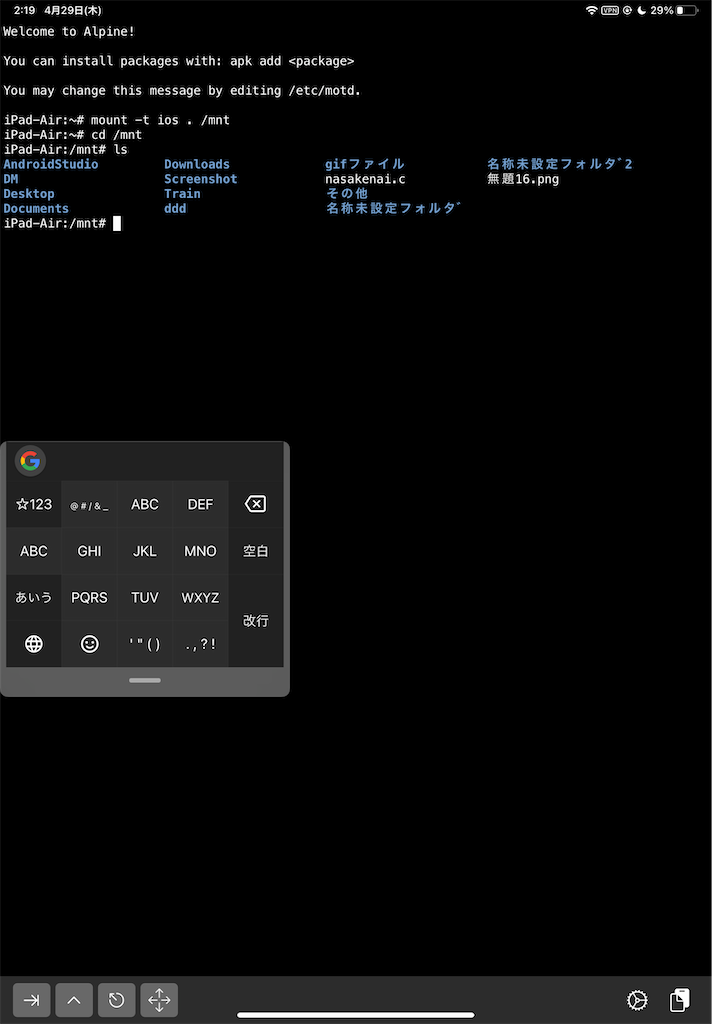 2:19 4月29日(木) VPN 29%
Welcome to Alpine!
You can install packages with: apk add <package>
You may change this message by editing /etc/motd.
iPad-Air:~# mount -t ios . /mnt
iPad-Air:~# cd /mnt
iPad-Air:/mnt# ls
AndroidStudio Downloads gifファイル 名称未設定フォルダ2
DM Screenshot nasakenai.c 無題16.png
Desktop Train その他
Documents ddd 名称未設定フォルダ
iPad-Air:/mnt#
G
☆123 @#/&_ ABC DEF
ABC GHI JKL MNO 空白
あいう PQRS TUV WXYZ
改行
'"() .,?!